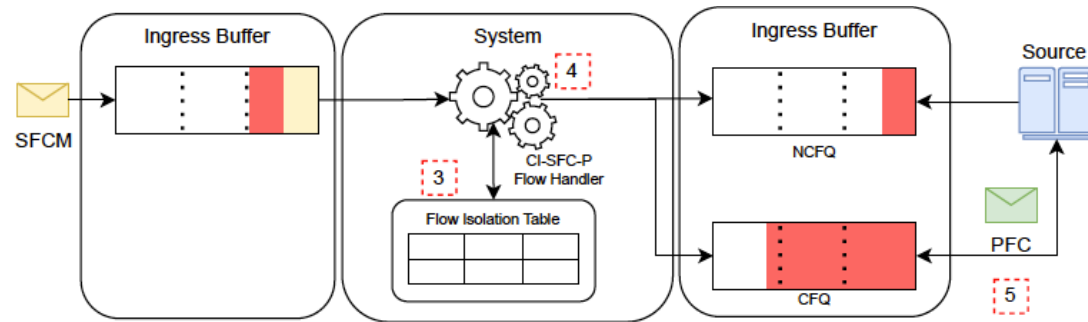 Ingress Buffer
System
Ingress Buffer
Source
SFCM
4
NCFQ
CI-SFC-P
Flow Handler
3
Flow Isolation Table
PFC
CFQ
5